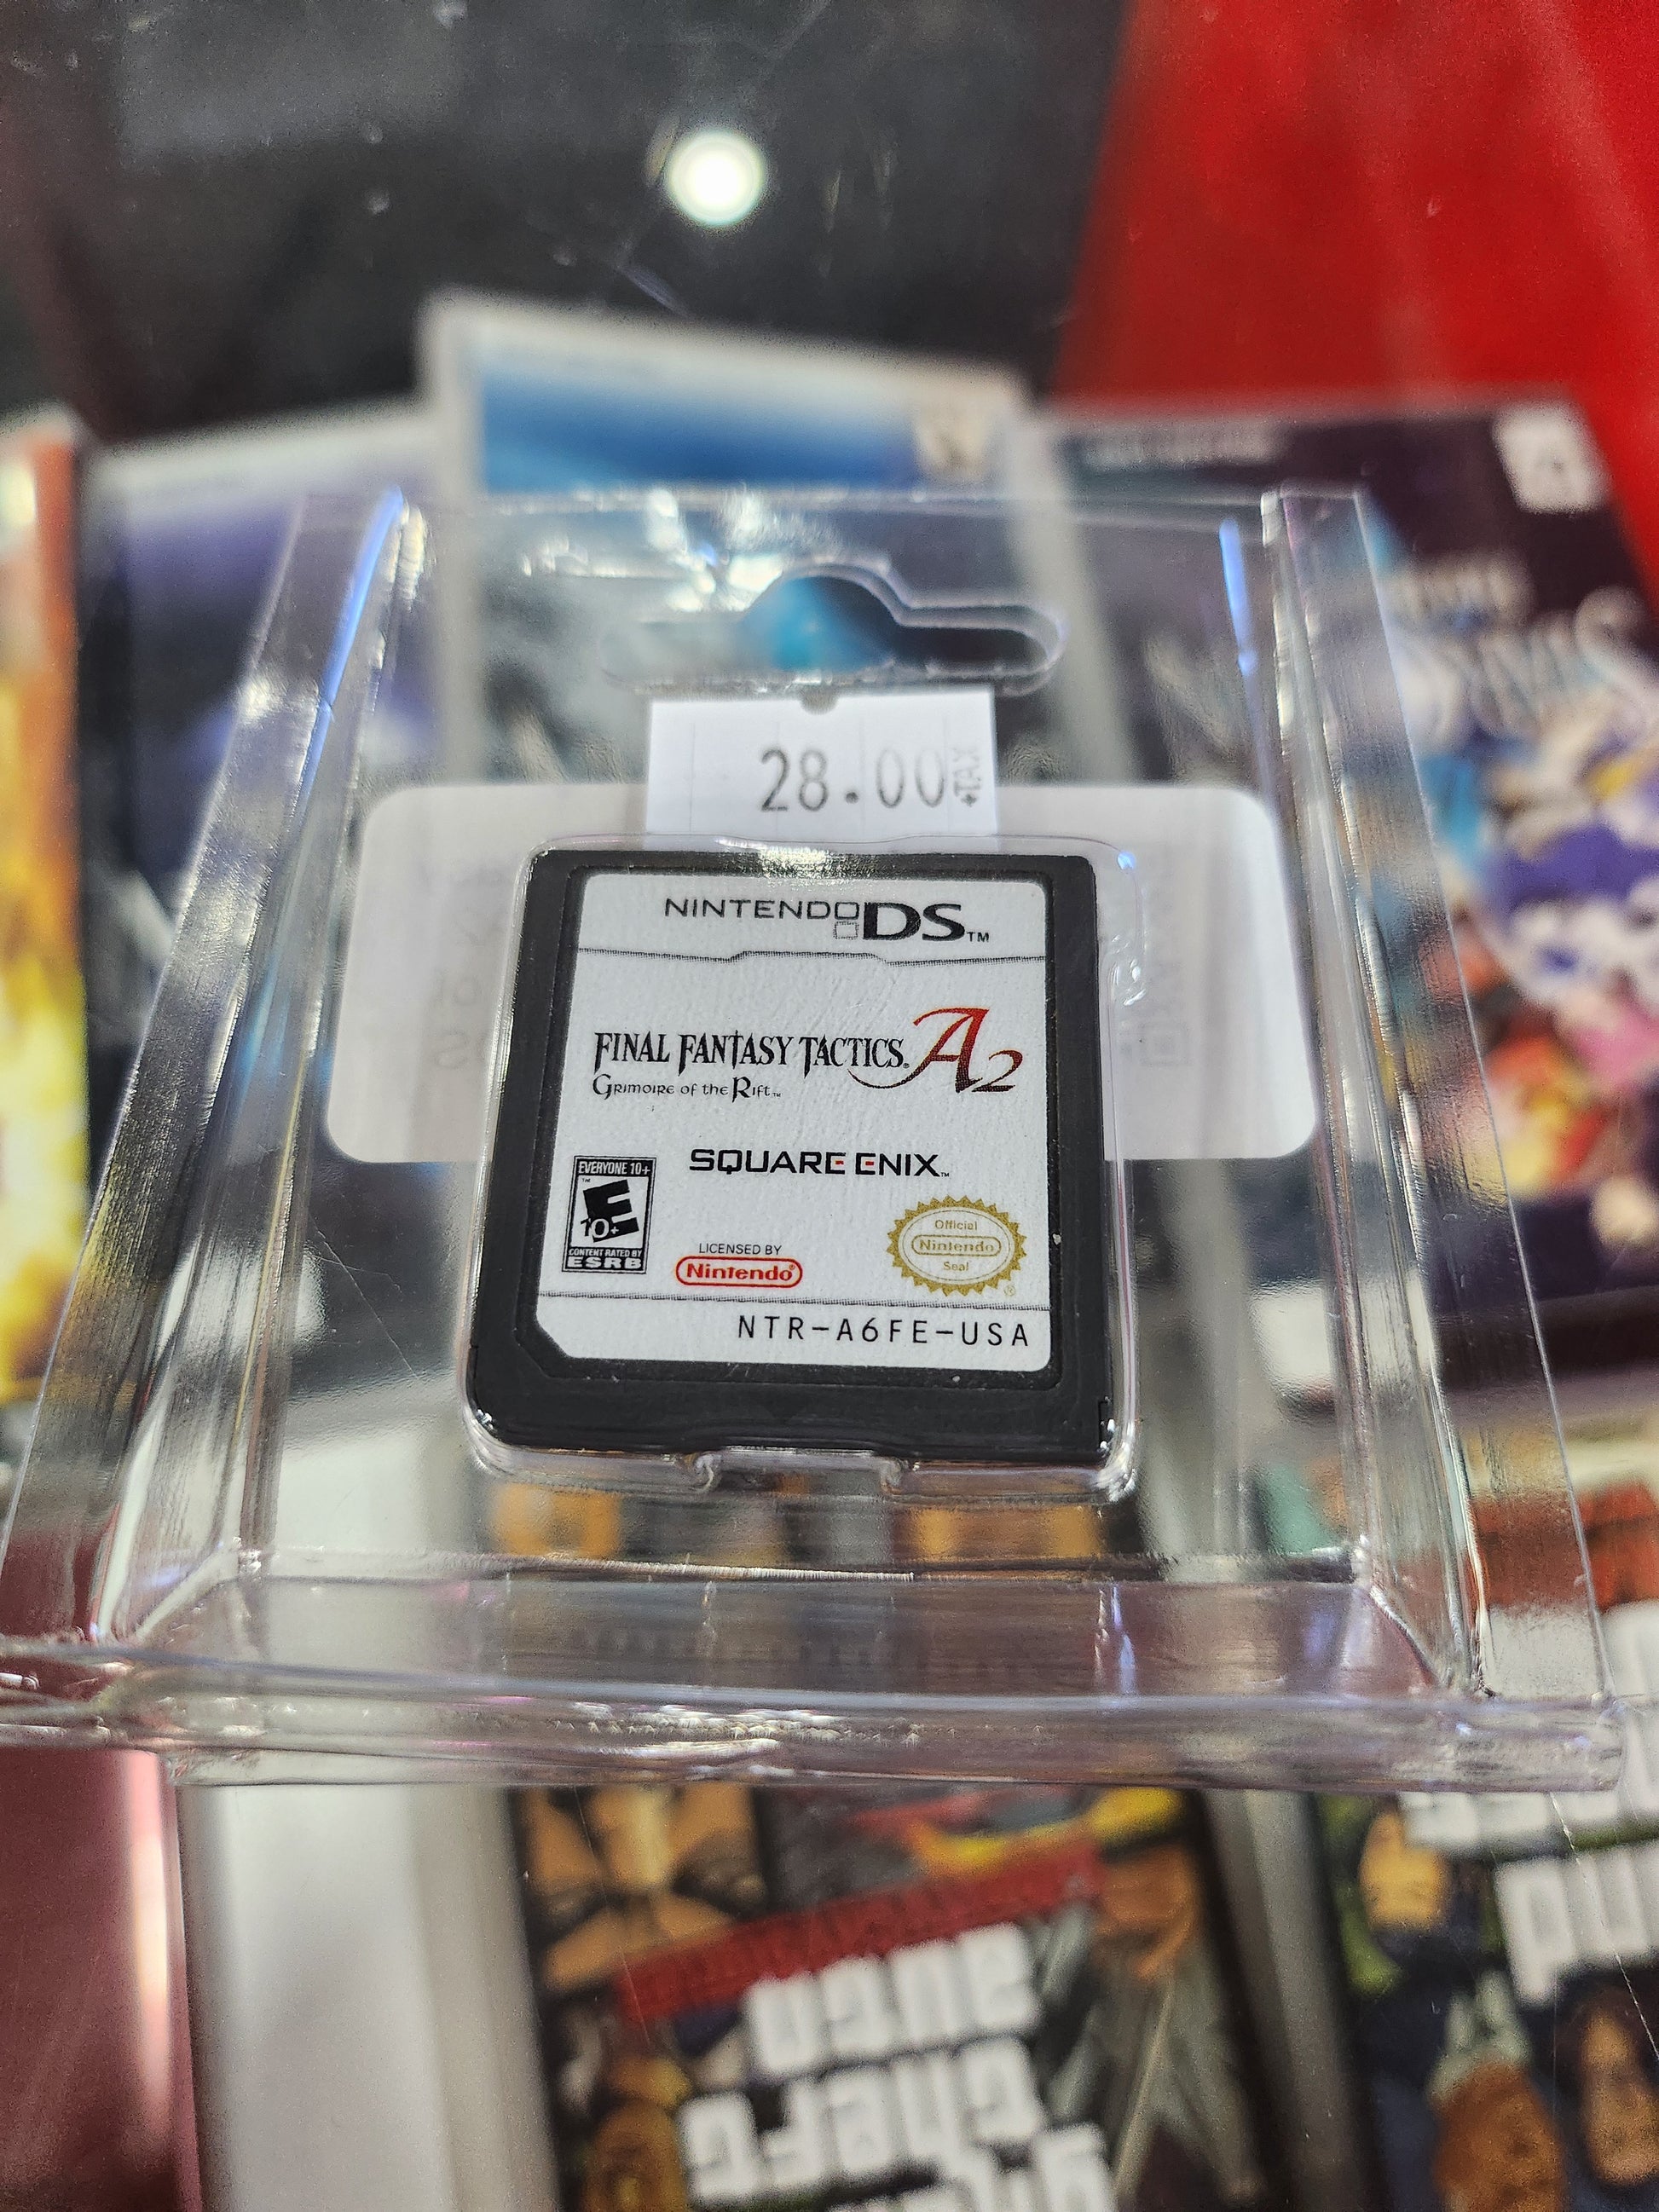 28.00 +TAX
NINTENDO DS™
FINAL FANTASY TACTICS® A2
GRIMOIRE OF THE RIFT™
SQUARE ENIX™
EVERYONE 10+
™
E
10+
CONTENT RATED BY
ESRB
LICENSED BY
Nintendo®
Official
Nintendo
Seal
®
NTR-A6FE-USA